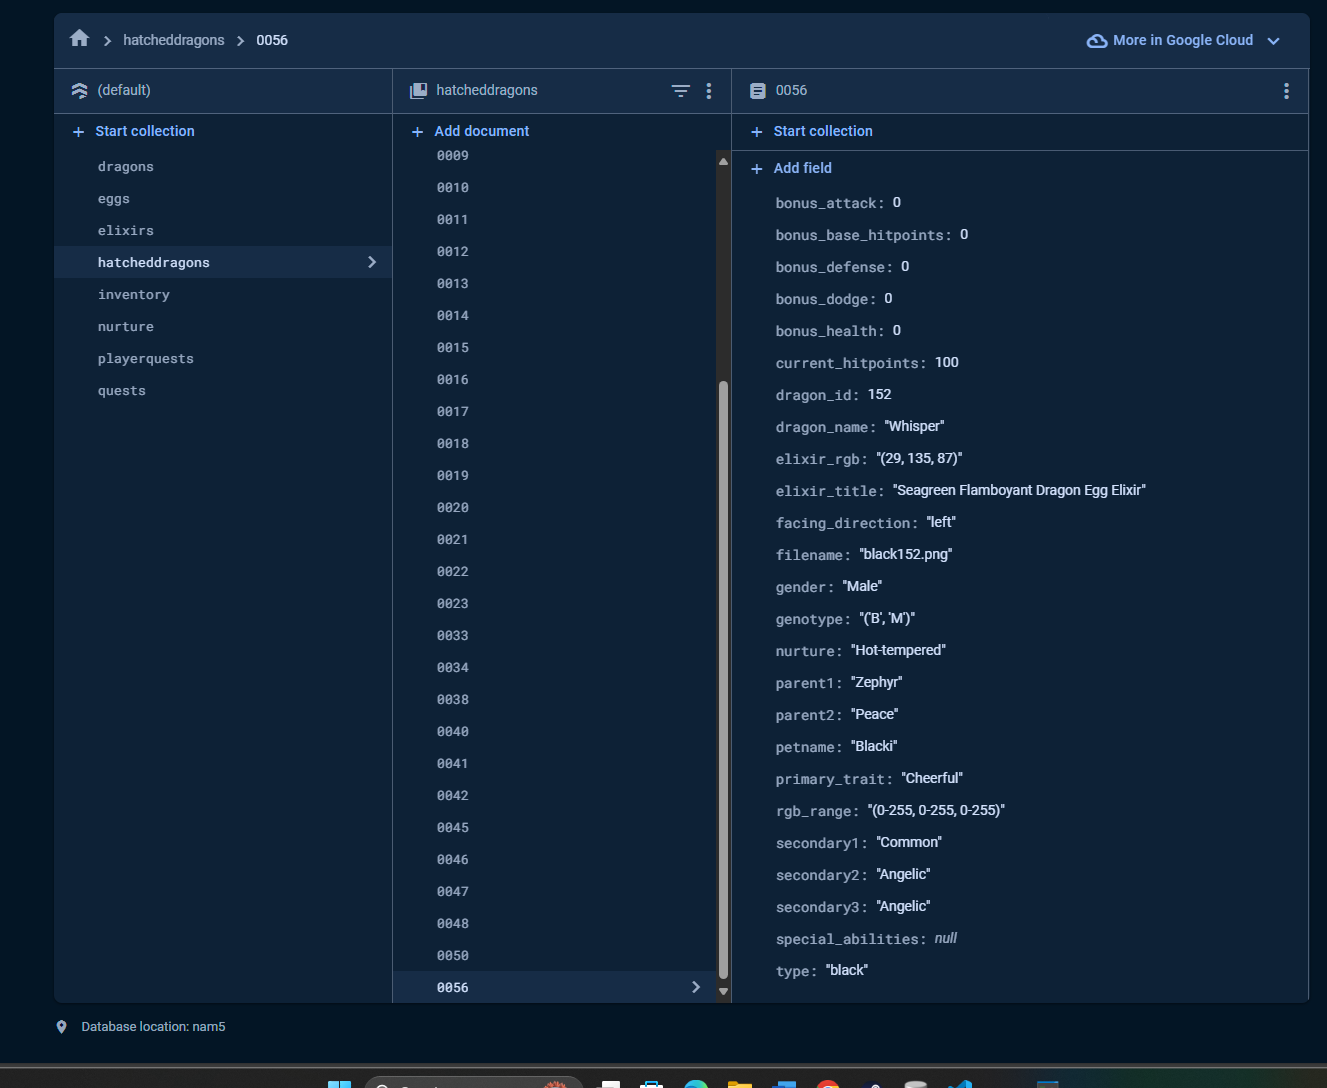 hatcheddragons
0056
More in Google Cloud
(default)
hatcheddragons
0056
Start collection
Add document
Start collection
dragons
eggs
elixirs
hatcheddragons
inventory
nurture
playerquests
quests
0009
0010
0011
0012
0013
0014
0015
0016
0017
0018
0019
0020
0021
0022
0023
0033
0034
0038
0040
0041
0042
0045
0046
0047
0048
0050
0056
Add field
bonus_attack: 0
bonus_base_hitpoints: 0
bonus_defense: 0
bonus_dodge: 0
bonus_health: 0
current_hitpoints: 100
dragon_id: 152
dragon_name: "Whisper"
elixir_rgb: "(29, 135, 87)"
elixir_title: "Seagreen Flamboyant Dragon Egg Elixir"
facing_direction: "left"
filename: "black152.png"
gender: "Male"
genotype: "('B', 'M')"
nurture: "Hot-tempered"
parent1: "Zephyr"
parent2: "Peace"
petname: "Blacki"
primary_trait: "Cheerful"
rgb_range: "(0-255, 0-255, 0-255)"
secondary1: "Common"
secondary2: "Angelic"
secondary3: "Angelic"
special_abilities: null
type: "black"
Database location: nam5